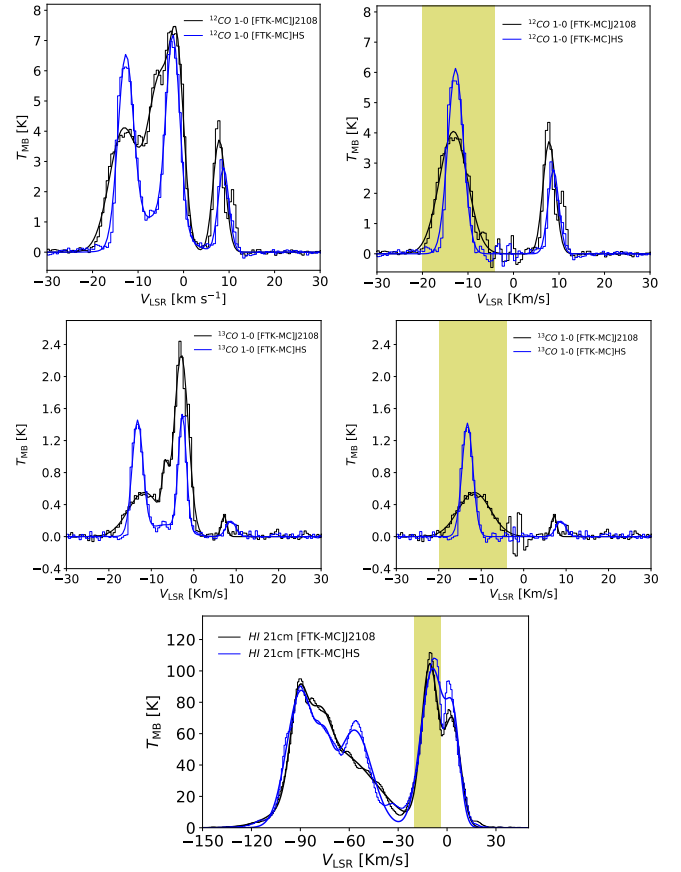 ¹²CO 1-0 [FTK-MC]J2108
¹²CO 1-0 [FTK-MC]HS
8
7
6
5
4
3
2
1
0
T_MB [K]
−30 −20 −10 0 10 20 30
V_LSR [km s⁻¹]
¹²CO 1-0 [FTK-MC]J2108
¹²CO 1-0 [FTK-MC]HS
8
6
4
2
0
T_MB [K]
−30 −20 −10 0 10 20 30
V_LSR [Km/s]
¹³CO 1-0 [FTK-MC]J2108
¹³CO 1-0 [FTK-MC]HS
2.4
2.0
1.6
1.2
0.8
0.4
0.0
−0.4
T_MB [K]
−30 −20 −10 0 10 20 30
V_LSR [Km/s]
¹³CO 1-0 [FTK-MC]J2108
¹³CO 1-0 [FTK-MC]HS
2.4
2.0
1.6
1.2
0.8
0.4
0.0
−0.4
T_MB [K]
−30 −20 −10 0 10 20 30
V_LSR [Km/s]
HI 21cm [FTK-MC]J2108
HI 21cm [FTK-MC]HS
120
100
80
60
40
20
0
T_MB [K]
−150 −120 −90 −60 −30 0 30
V_LSR [Km/s]